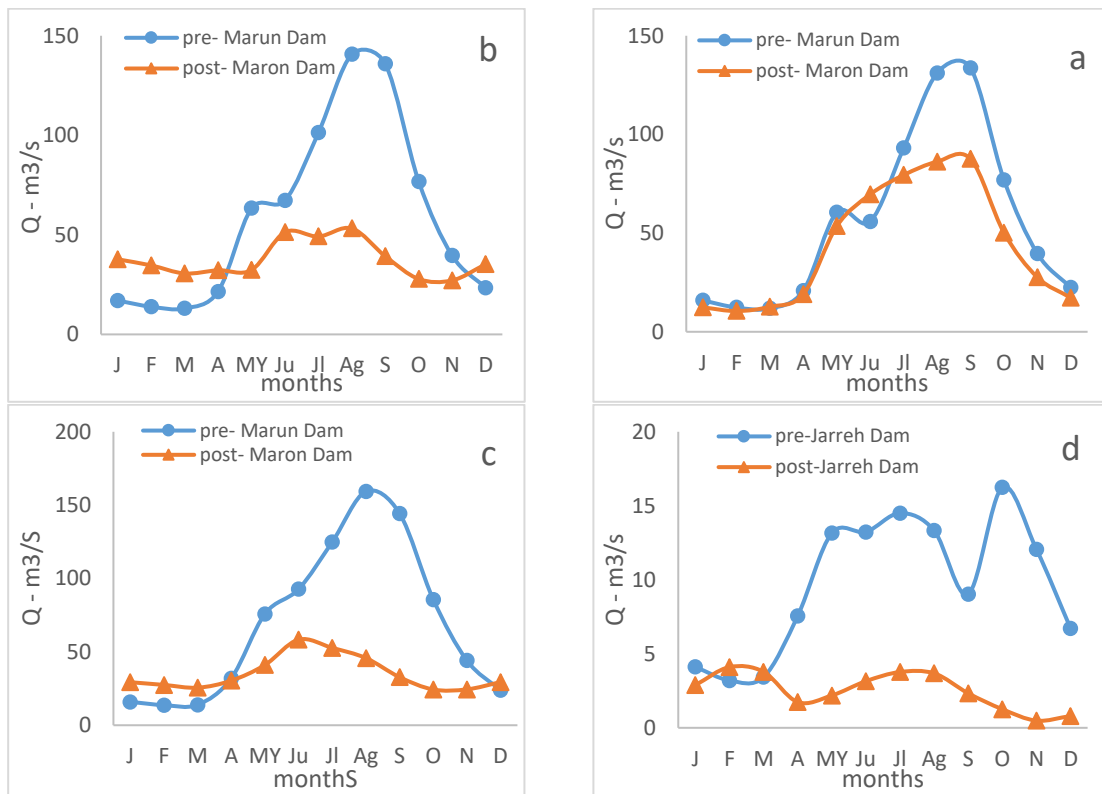 b
pre- Marun Dam
post- Maron Dam
Q - m3/s
150
100
50
0
J F M A MY Ju Jl Ag S O N D
months
a
pre- Marun Dam
post- Maron Dam
Q - m3/s
150
100
50
0
J F M A MY Ju Jl Ag S O N D
months
c
pre- Marun Dam
post- Maron Dam
Q - m3/S
200
150
100
50
0
J F M A MY Ju Jl Ag S O N D
monthS
d
pre-Jarreh Dam
post-Jarreh Dam
Q - m3/s
20
15
10
5
0
J F M A MY Ju Jl Ag S O N D
months